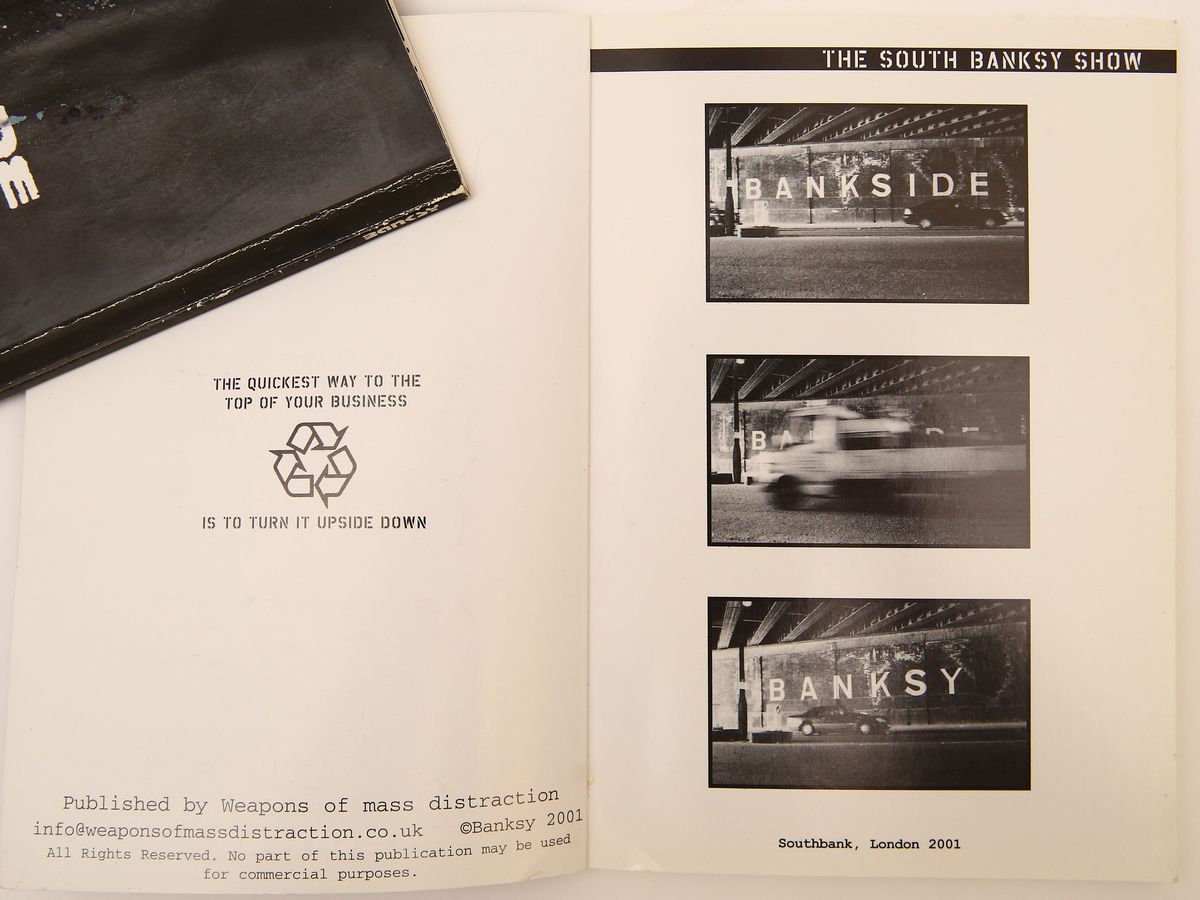 Banksy
THE QUICKEST WAY TO THE
TOP OF YOUR BUSINESS
IS TO TURN IT UPSIDE DOWN
Published by Weapons of mass distraction
info@weaponsofmassdistraction.co.uk ©Banksy 2001
All Rights Reserved. No part of this publication may be used
for commercial purposes.
THE SOUTH BANKSY SHOW
BANKSIDE
BANKSY
Southbank, London 2001